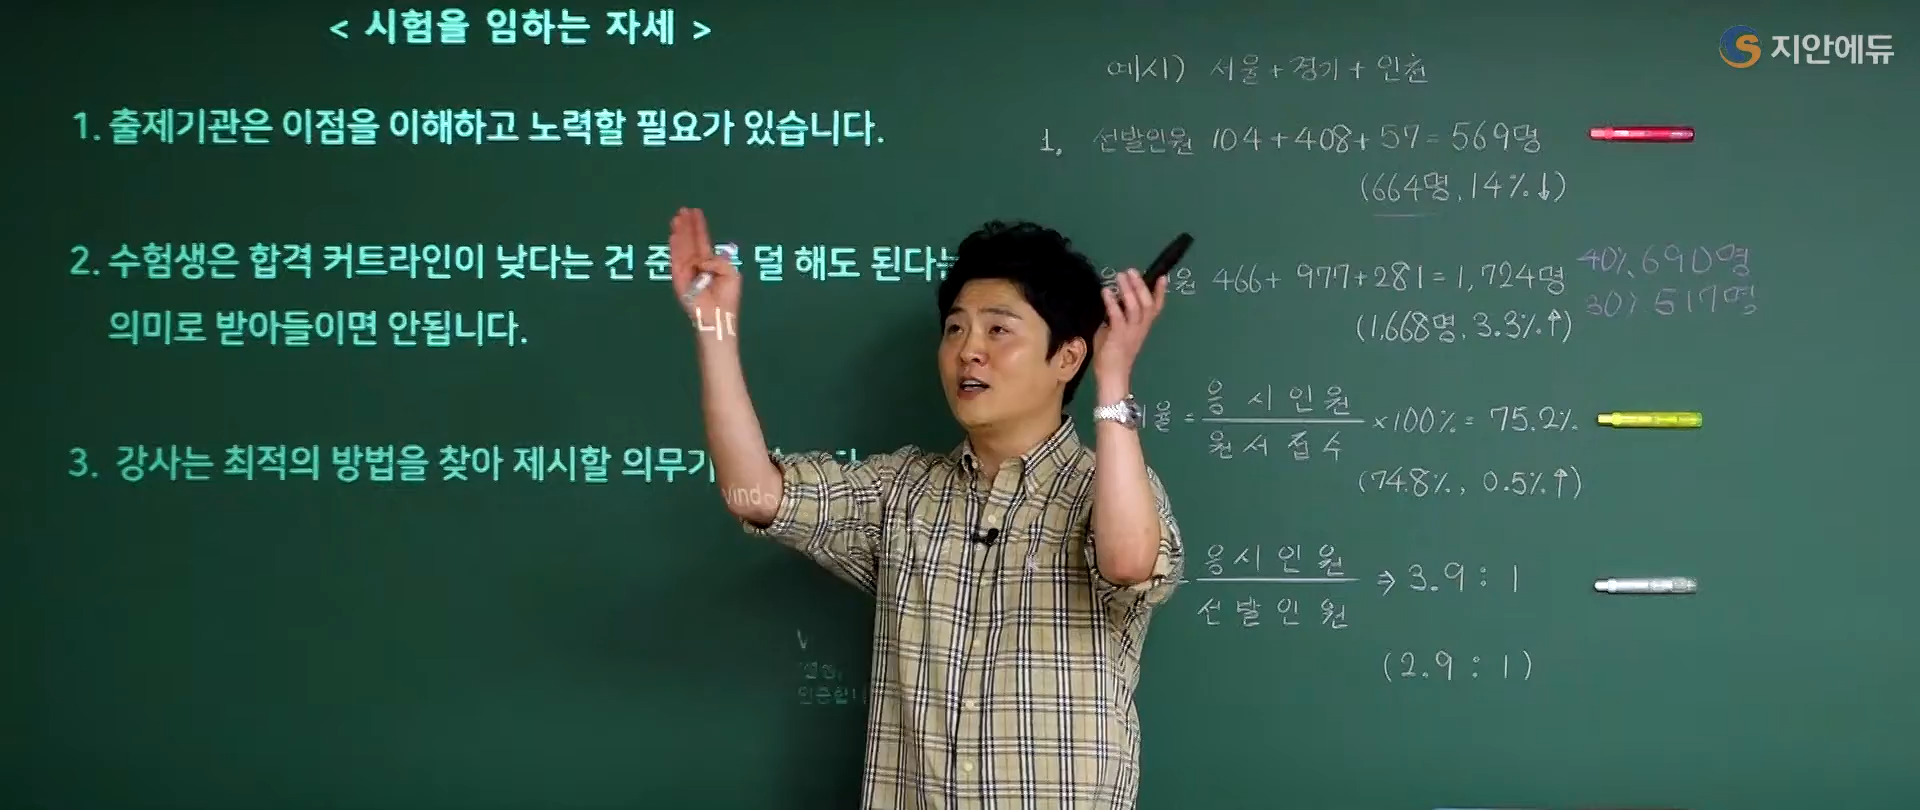 < 시험을 임하는 자세 >
1. 출제기관은 이점을 이해하고 노력할 필요가 있습니다.
2. 수험생은 합격 커트라인이 낮다는 건 덜 해도 된다는
의미로 받아들이면 안됩니다.
3. 강사는 최적의 방법을 찾아 제시할
지안에듀
예시) 서울 + 경기 + 인천
1. 선발인원 104 + 408 + 57 = 569명
(664명, 14%↓)
466 + 977 + 281 = 1,724명
(1,668명, 3.3%↑)
40%. 690명
30% 517명
율 = 응시인원 / 원서접수 × 100% = 75.2%
(74.8%, 0.5%↑)
응시인원 / 선발인원 ⇒ 3.9 : 1
(2.9 : 1)